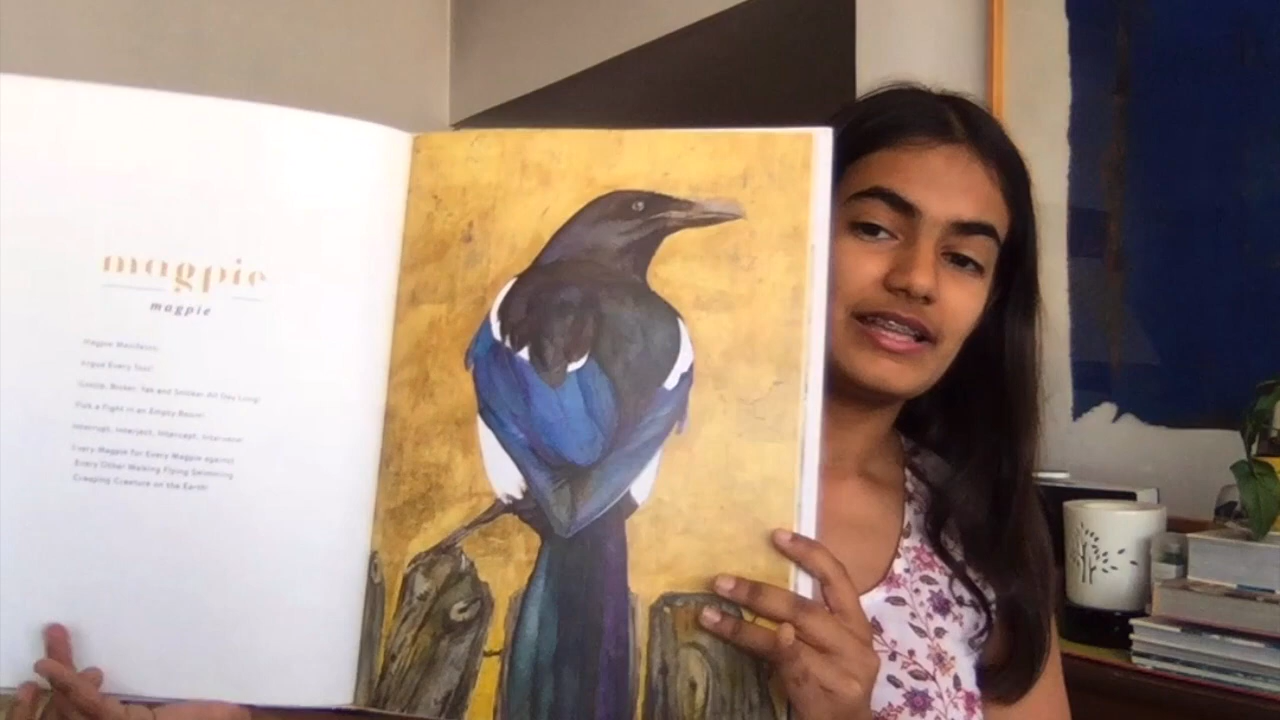 magpie
magpie
Magpie Manifesto:
Argue Every Toss!
Gossip, Bicker, Yak and Snicker All Day Long!
Pick a Fight in an Empty Room!
Interrupt, Interject, Intercept, Intervene!
Every Magpie for Every Magpie against
Every Other Walking Flying Swimming
Creeping Creature on the Earth!